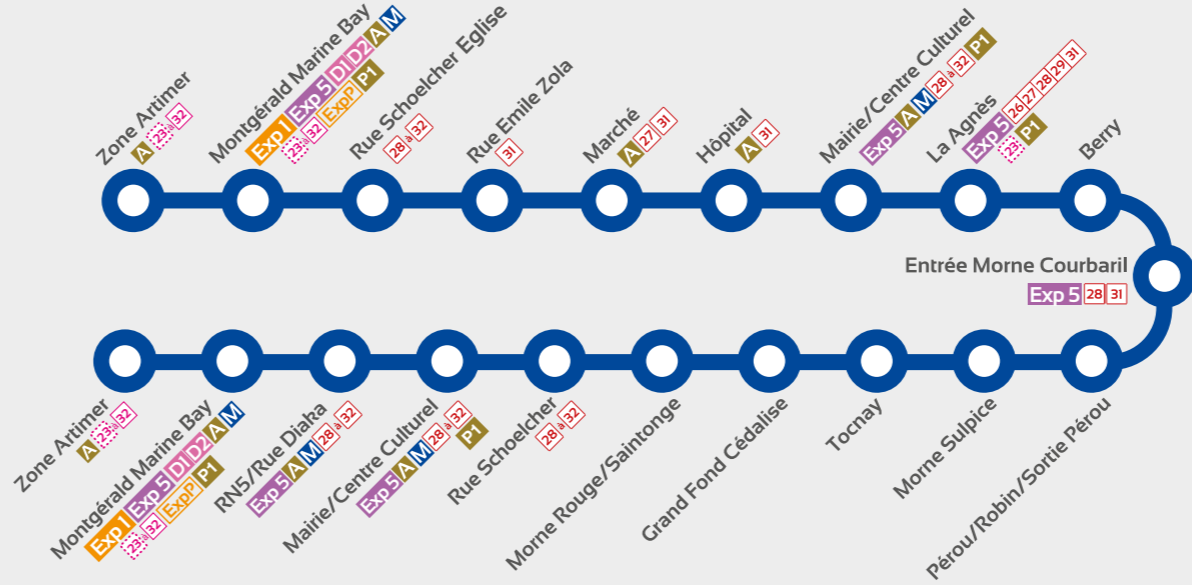 Zone Artimer
A 23 à 32
Montgérald Marine Bay
Exp 1 Exp 5 D1 D2 A M
23 à 32 ExpP P1
Rue Schoelcher Eglise
28 à 32
Rue Emile Zola
31
Marché
A 27 31
Hôpital
A 31
Mairie/Centre Culturel
Exp 5 A M 28 à 32 P1
La Agnès
Exp 5 26 27 28 29 31
23 P1
Berry
Entrée Morne Courbaril
Exp 5 28 31
Zone Artimer
A 23 à 32
Montgérald Marine Bay
Exp 1 Exp 5 D1 D2 A M
23 à 32 ExpP P1
RN5/Rue Diaka
Exp 5 A M 28 à 32
Mairie/Centre Culturel
Exp 5 A M 28 à 32
P1
Rue Schoelcher
28 à 32
Morne Rouge/Saintonge
Grand Fond Cédalise
Tocnay
Morne Sulpice
Pérou/Robin/Sortie Pérou